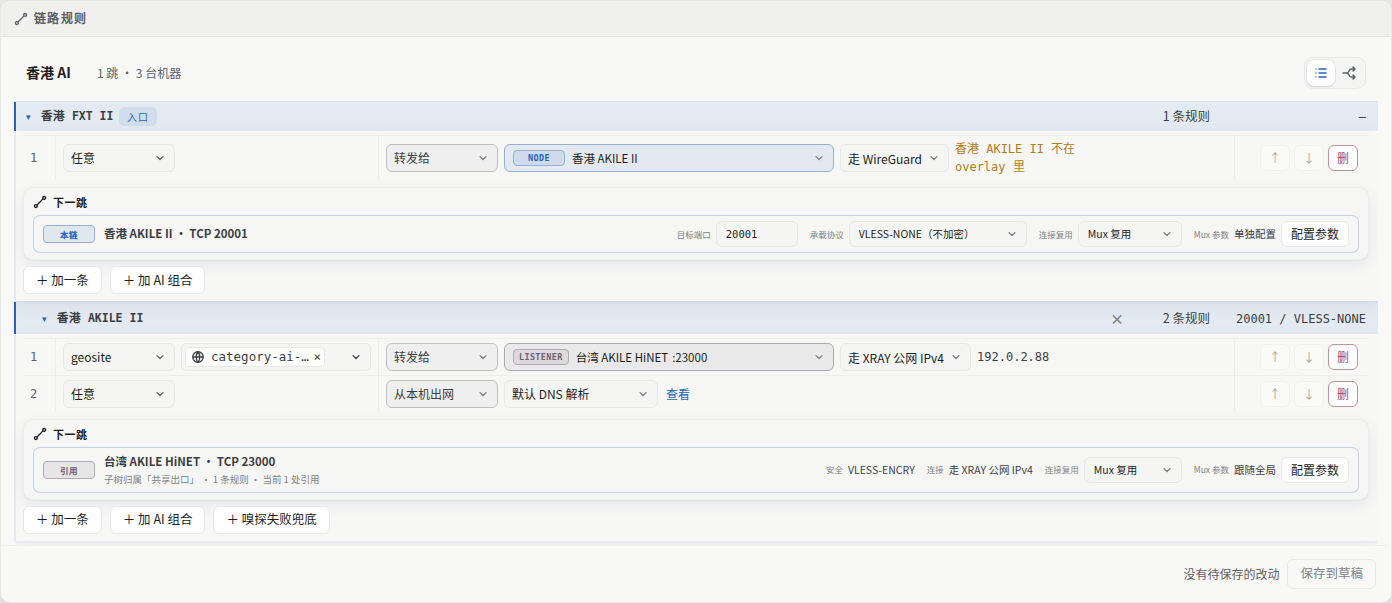 链路规则
香港 AI 1 跳 · 3 台机器
▾ 香港 FXT II 入口 1 条规则 –
1 任意 转发给 NODE 香港 AKILE II 走 WireGuard 香港 AKILE II 不在
overlay 里 ↑ ↓ 删
下一跳
本链 香港 AKILE II · TCP 20001 目标端口 20001 承载协议 VLESS-NONE（不加密） 连接复用 Mux 复用 Mux 参数 单独配置 配置参数
＋ 加一条 ＋ 加 AI 组合
▾ 香港 AKILE II × 2 条规则 20001 / VLESS-NONE
1 geosite category-ai-… × 转发给 LISTENER 台湾 AKILE HiNET :23000 走 XRAY 公网 IPv4 192.0.2.88 ↑ ↓ 删
2 任意 从本机出网 默认 DNS 解析 查看 ↑ ↓ 删
下一跳
引用 台湾 AKILE HiNET · TCP 23000 安全 VLESS-ENCRY 连接 走 XRAY 公网 IPv4 连接复用 Mux 复用 Mux 参数 跟随全局 配置参数
子树归属「共享出口」 · 1 条规则 · 当前 1 处引用
＋ 加一条 ＋ 加 AI 组合 ＋ 嗅探失败兜底
没有待保存的改动 保存到草稿